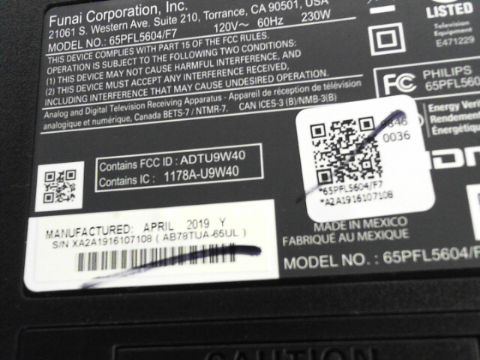 Funai Corporation, Inc.
21061 S. Western Ave. Suite 210, Torrance, CA 90501, USA
MODEL NO.: 65PFL5604/F7 120V~ 60Hz 230W
THIS DEVICE COMPLIES WITH PART 15 OF THE FCC RULES.
OPERATION IS SUBJECT TO THE FOLLOWING TWO CONDITIONS:
(1) THIS DEVICE MAY NOT CAUSE HARMFUL INTERFERENCE, AND
(2) THIS DEVICE MUST ACCEPT ANY INTERFERENCE RECEIVED,
INCLUDING INTERFERENCE THAT MAY CAUSE UNDESIRED OPERATION.
Analog and Digital Television Receiving Apparatus - Appareil de réception de télévision
analogique et numérique, Canada BETS-7 / NTMR-7. CAN ICES-3 (B)/NMB-3(B)
LISTED
E471229
FC
PHILIPS
65PFL5604/
Energy Verifi
Rendement
Énergétique
Contains FCC ID : ADTU9W40
Contains IC : 1178A-U9W40
0036
*65PFL5604/F7
*A2A1916107108
MANUFACTURED: APRIL 2019 Y
S/N XA2A1916107108 ( AB78TUA-65UL )
MADE IN MEXICO
FABRIQUÉ AU MEXIQUE
MODEL NO. : 65PFL5604/F
CAUTION